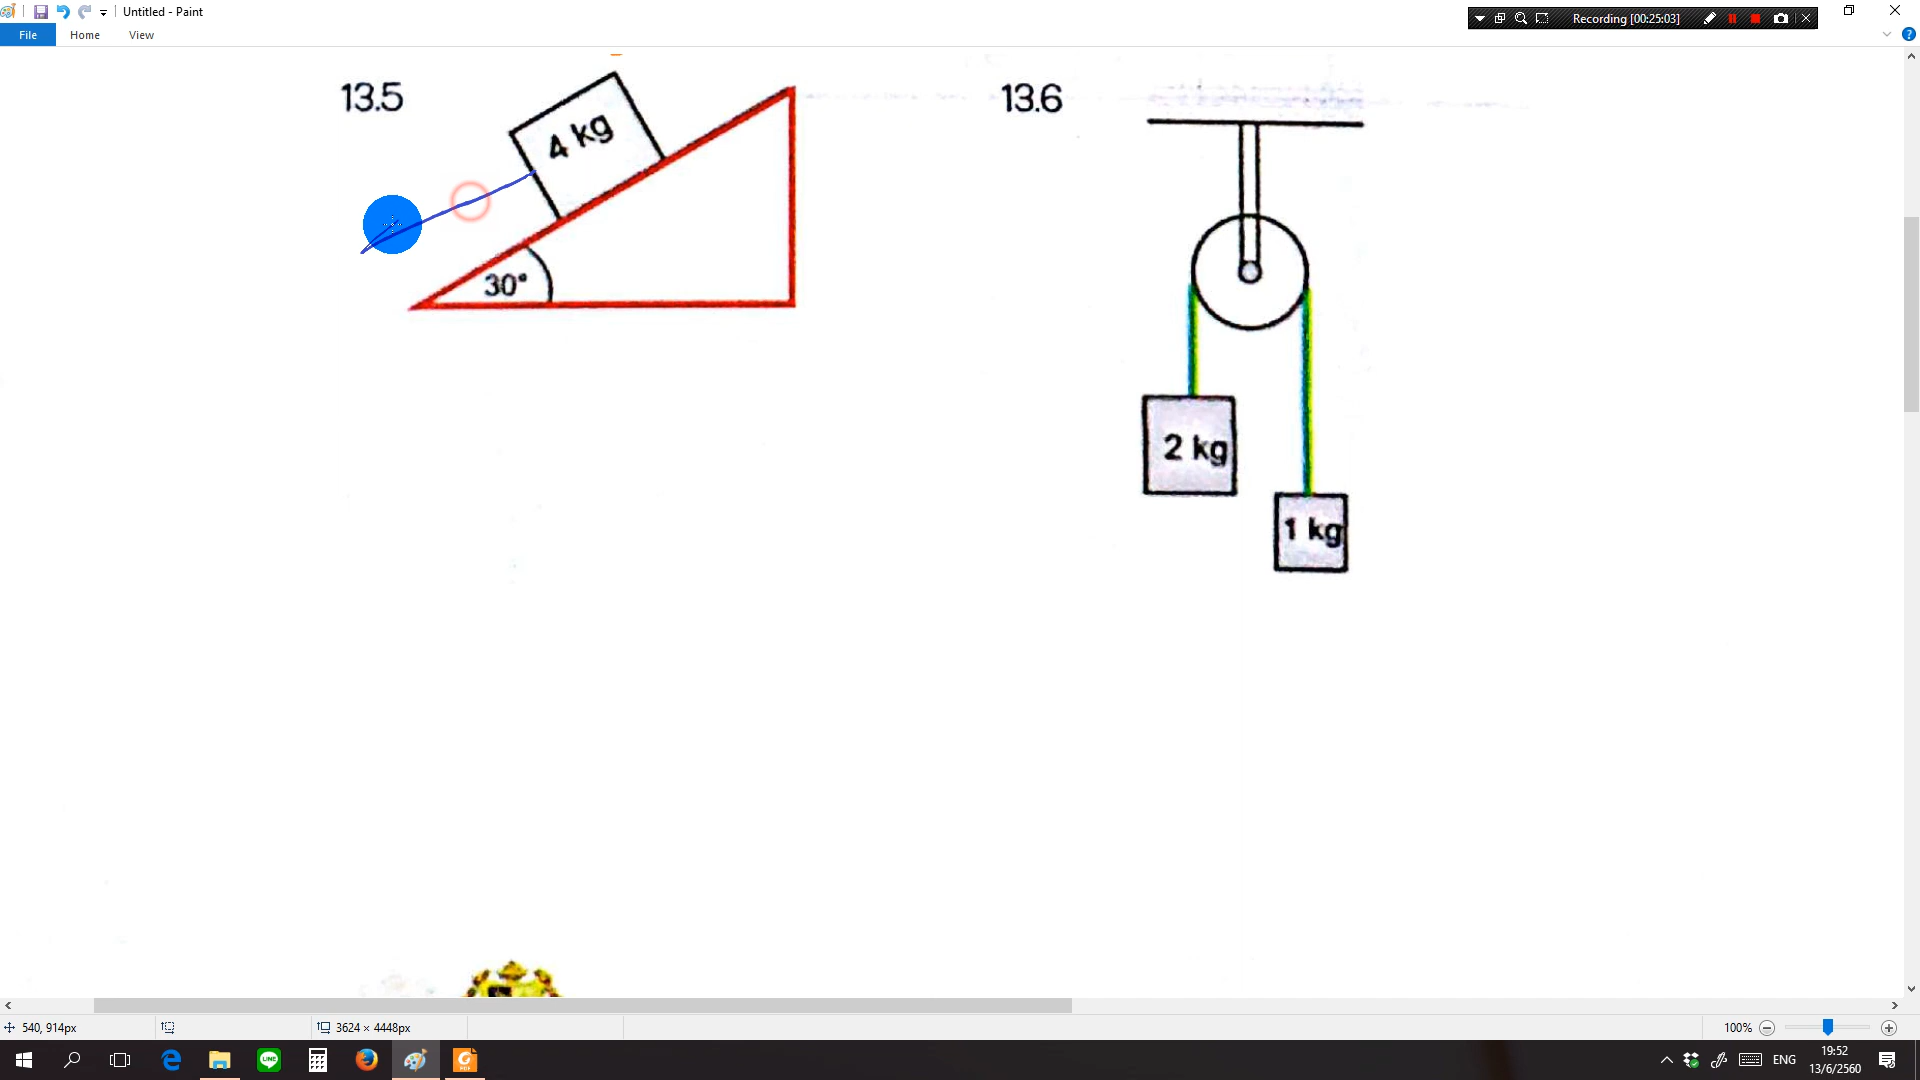 Untitled - Paint
Recording [00:25:03]
File Home View
13.5
4 kg
30°
13.6
2 kg
1 kg
540, 914px
3624 × 4448px
100%
LINE
ENG
19:52
13/6/2560